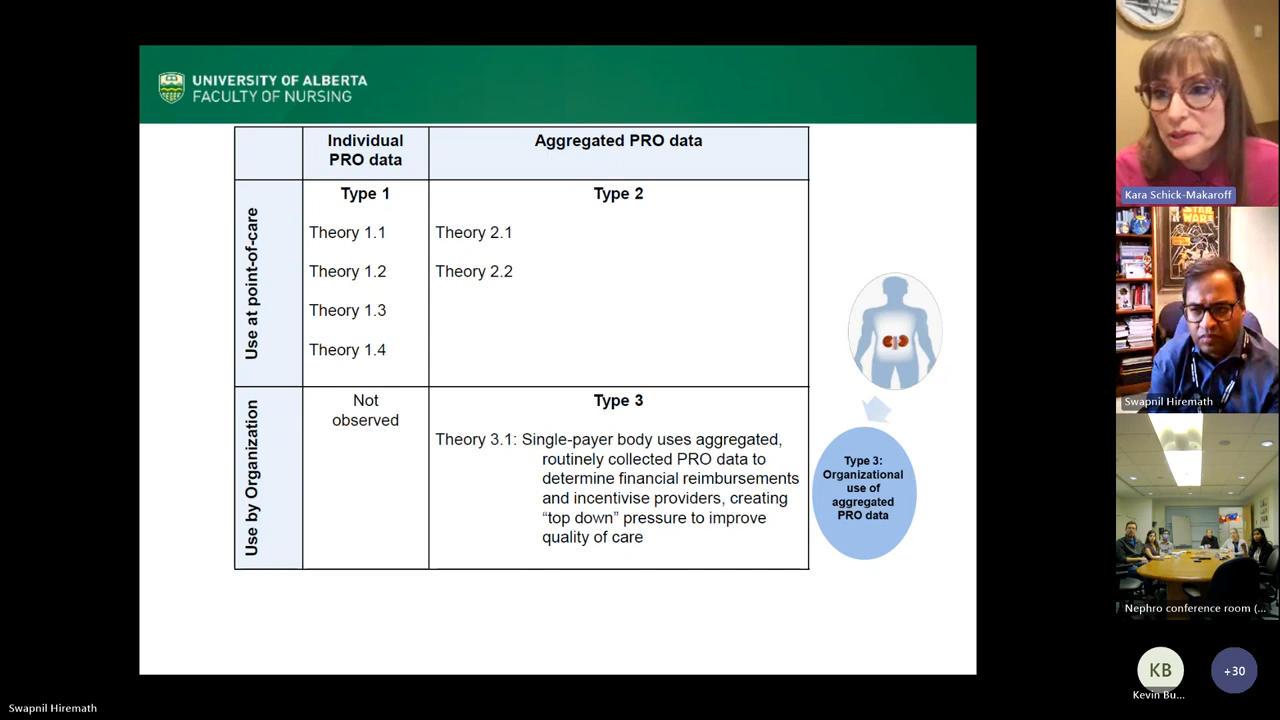 UNIVERSITY OF ALBERTA
FACULTY OF NURSING
Individual
PRO data
Aggregated PRO data
Use at point-of-care
Type 1
Theory 1.1
Theory 1.2
Theory 1.3
Theory 1.4
Type 2
Theory 2.1
Theory 2.2
Use by Organization
Not
observed
Type 3
Theory 3.1: Single-payer body uses aggregated,
routinely collected PRO data to
determine financial reimbursements
and incentivise providers, creating
“top down” pressure to improve
quality of care
Type 3:
Organizational
use of
aggregated
PRO data
Kara Schick-Makaroff
STAR
WARS
Swapnil Hiremath
Nephro conference room (...
KB
Kevin Bu...
+30
Swapnil Hiremath